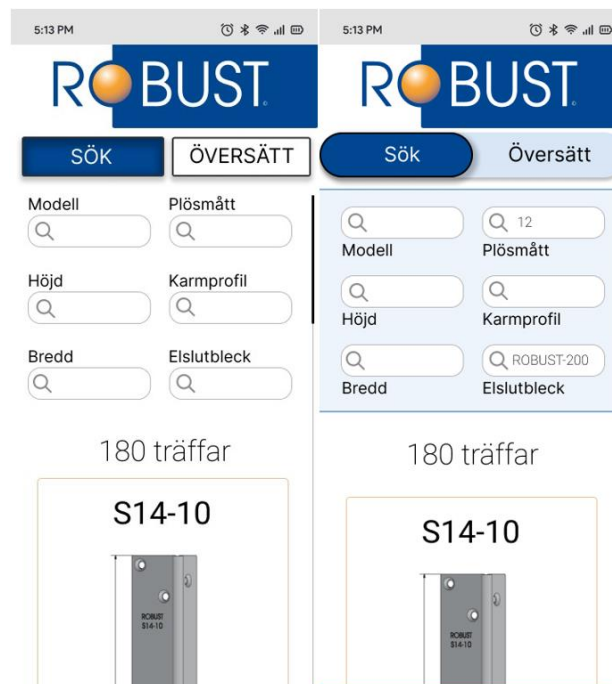 5:13 PM
ROBUST
SÖK ÖVERSÄTT
Modell Plösmått
Höjd Karmprofil
Bredd Elslutbleck
180 träffar
S14-10
ROBUST
S14-10
5:13 PM
ROBUST
Sök Översätt
12
Modell Plösmått
Höjd Karmprofil
ROBUST-200
Bredd Elslutbleck
180 träffar
S14-10
ROBUST
S14-10